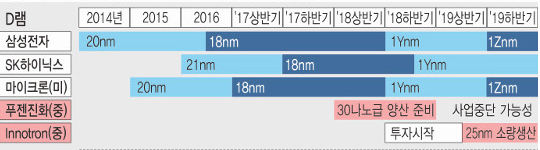 D램 2014년 2015 2016 '17상반기 '17하반기 '18상반기 '18하반기 '19상반기 '19하반기
삼성전자 20nm 18nm 1Ynm 1Znm
SK하이닉스 21nm 18nm 1Ynm
마이크론(미) 20nm 18nm 1Ynm 1Znm
푸젠진화(중) 30나노급 양산 준비 사업중단 가능성
Innotron(중) 투자시작 25nm 소량생산